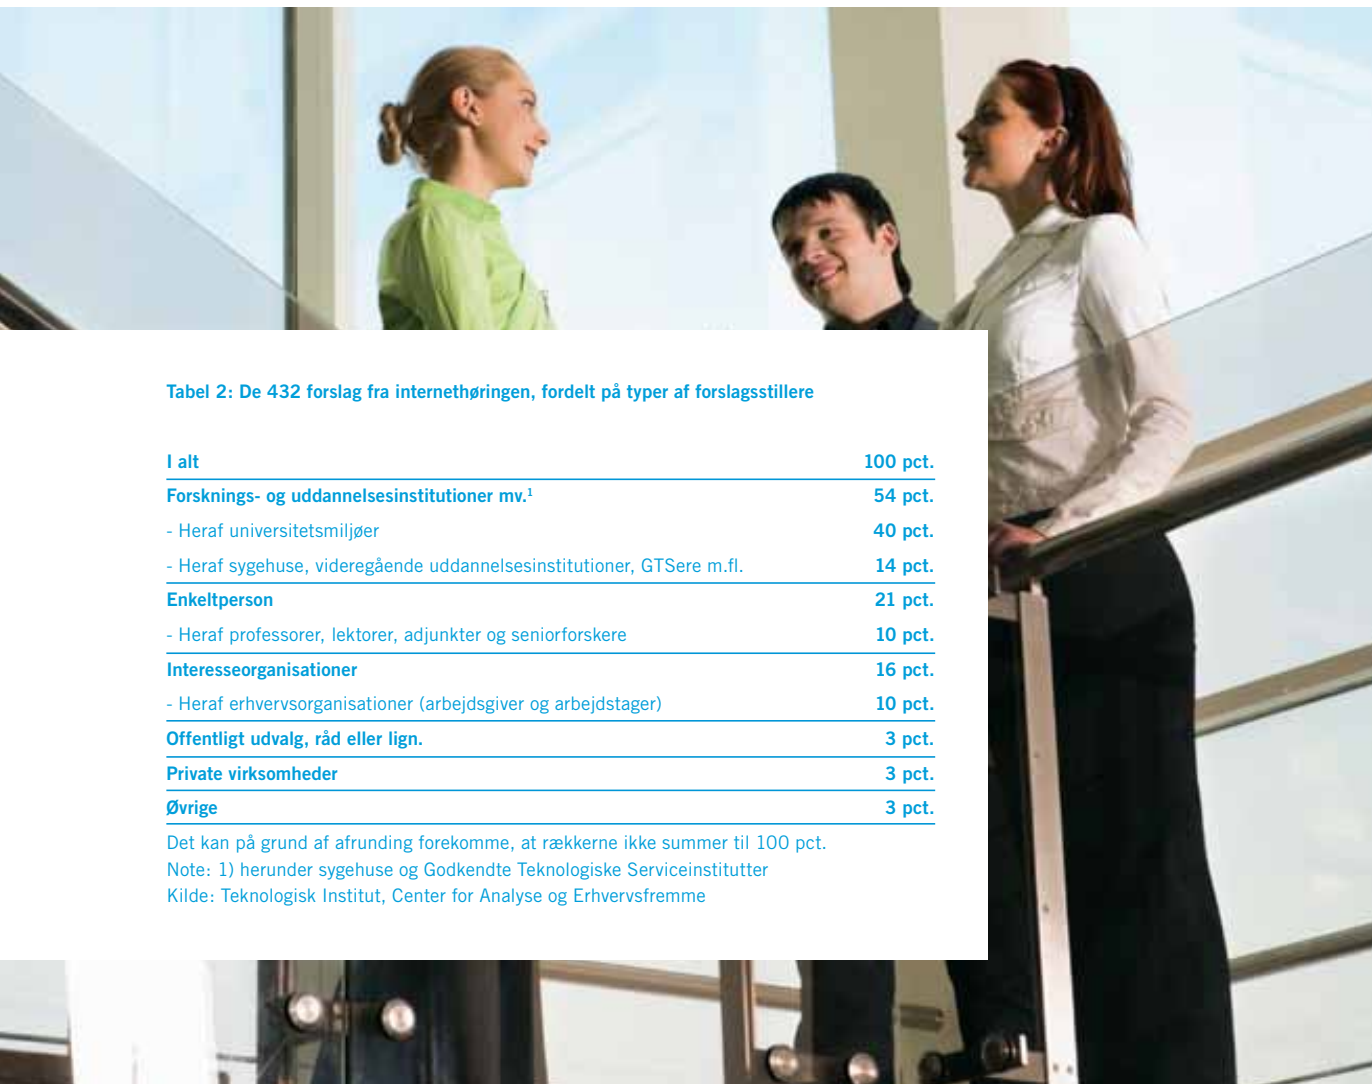 Tabel 2: De 432 forslag fra internethøringen, fordelt på typer af forslagsstillere
I alt 100 pct.
Forsknings- og uddannelsesinstitutioner mv.¹ 54 pct.
- Heraf universitetsmiljøer 40 pct.
- Heraf sygehuse, videregående uddannelsesinstitutioner, GTSere m.fl. 14 pct.
Enkeltperson 21 pct.
- Heraf professorer, lektorer, adjunkter og seniorforskere 10 pct.
Interesseorganisationer 16 pct.
- Heraf erhvervsorganisationer (arbejdsgiver og arbejdstager) 10 pct.
Offentligt udvalg, råd eller lign. 3 pct.
Private virksomheder 3 pct.
Øvrige 3 pct.
Det kan på grund af afrunding forekomme, at rækkerne ikke summer til 100 pct.
Note: 1) herunder sygehuse og Godkendte Teknologiske Serviceinstitutter
Kilde: Teknologisk Institut, Center for Analyse og Erhvervsfremme